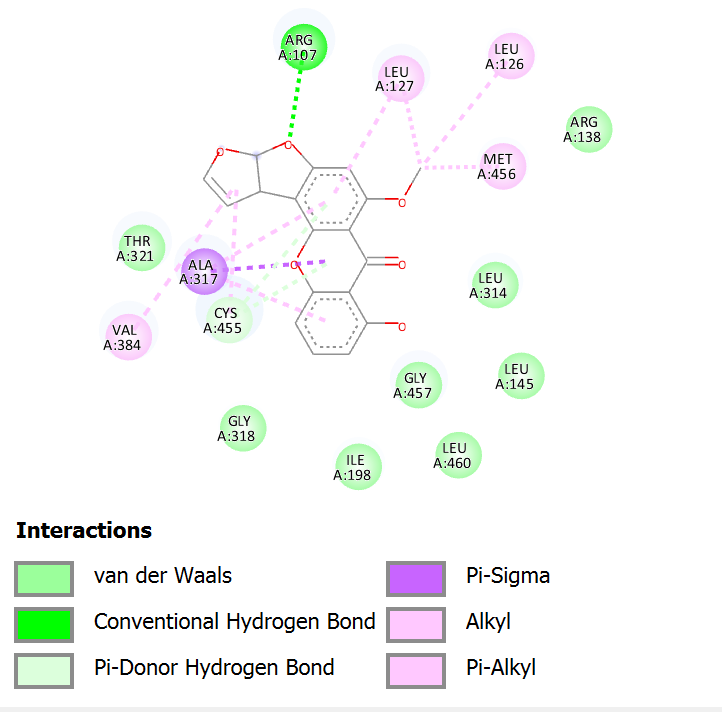 ARG
A:107
LEU
A:126
LEU
A:127
ARG
A:138
MET
A:456
O
O
O
THR
A:321
ALA
A:317
O
O
LEU
A:314
CYS
A:455
O
VAL
A:384
LEU
A:145
GLY
A:457
GLY
A:318
LEU
A:460
ILE
A:198
Interactions
van der Waals
Conventional Hydrogen Bond
Pi-Donor Hydrogen Bond
Pi-Sigma
Alkyl
Pi-Alkyl